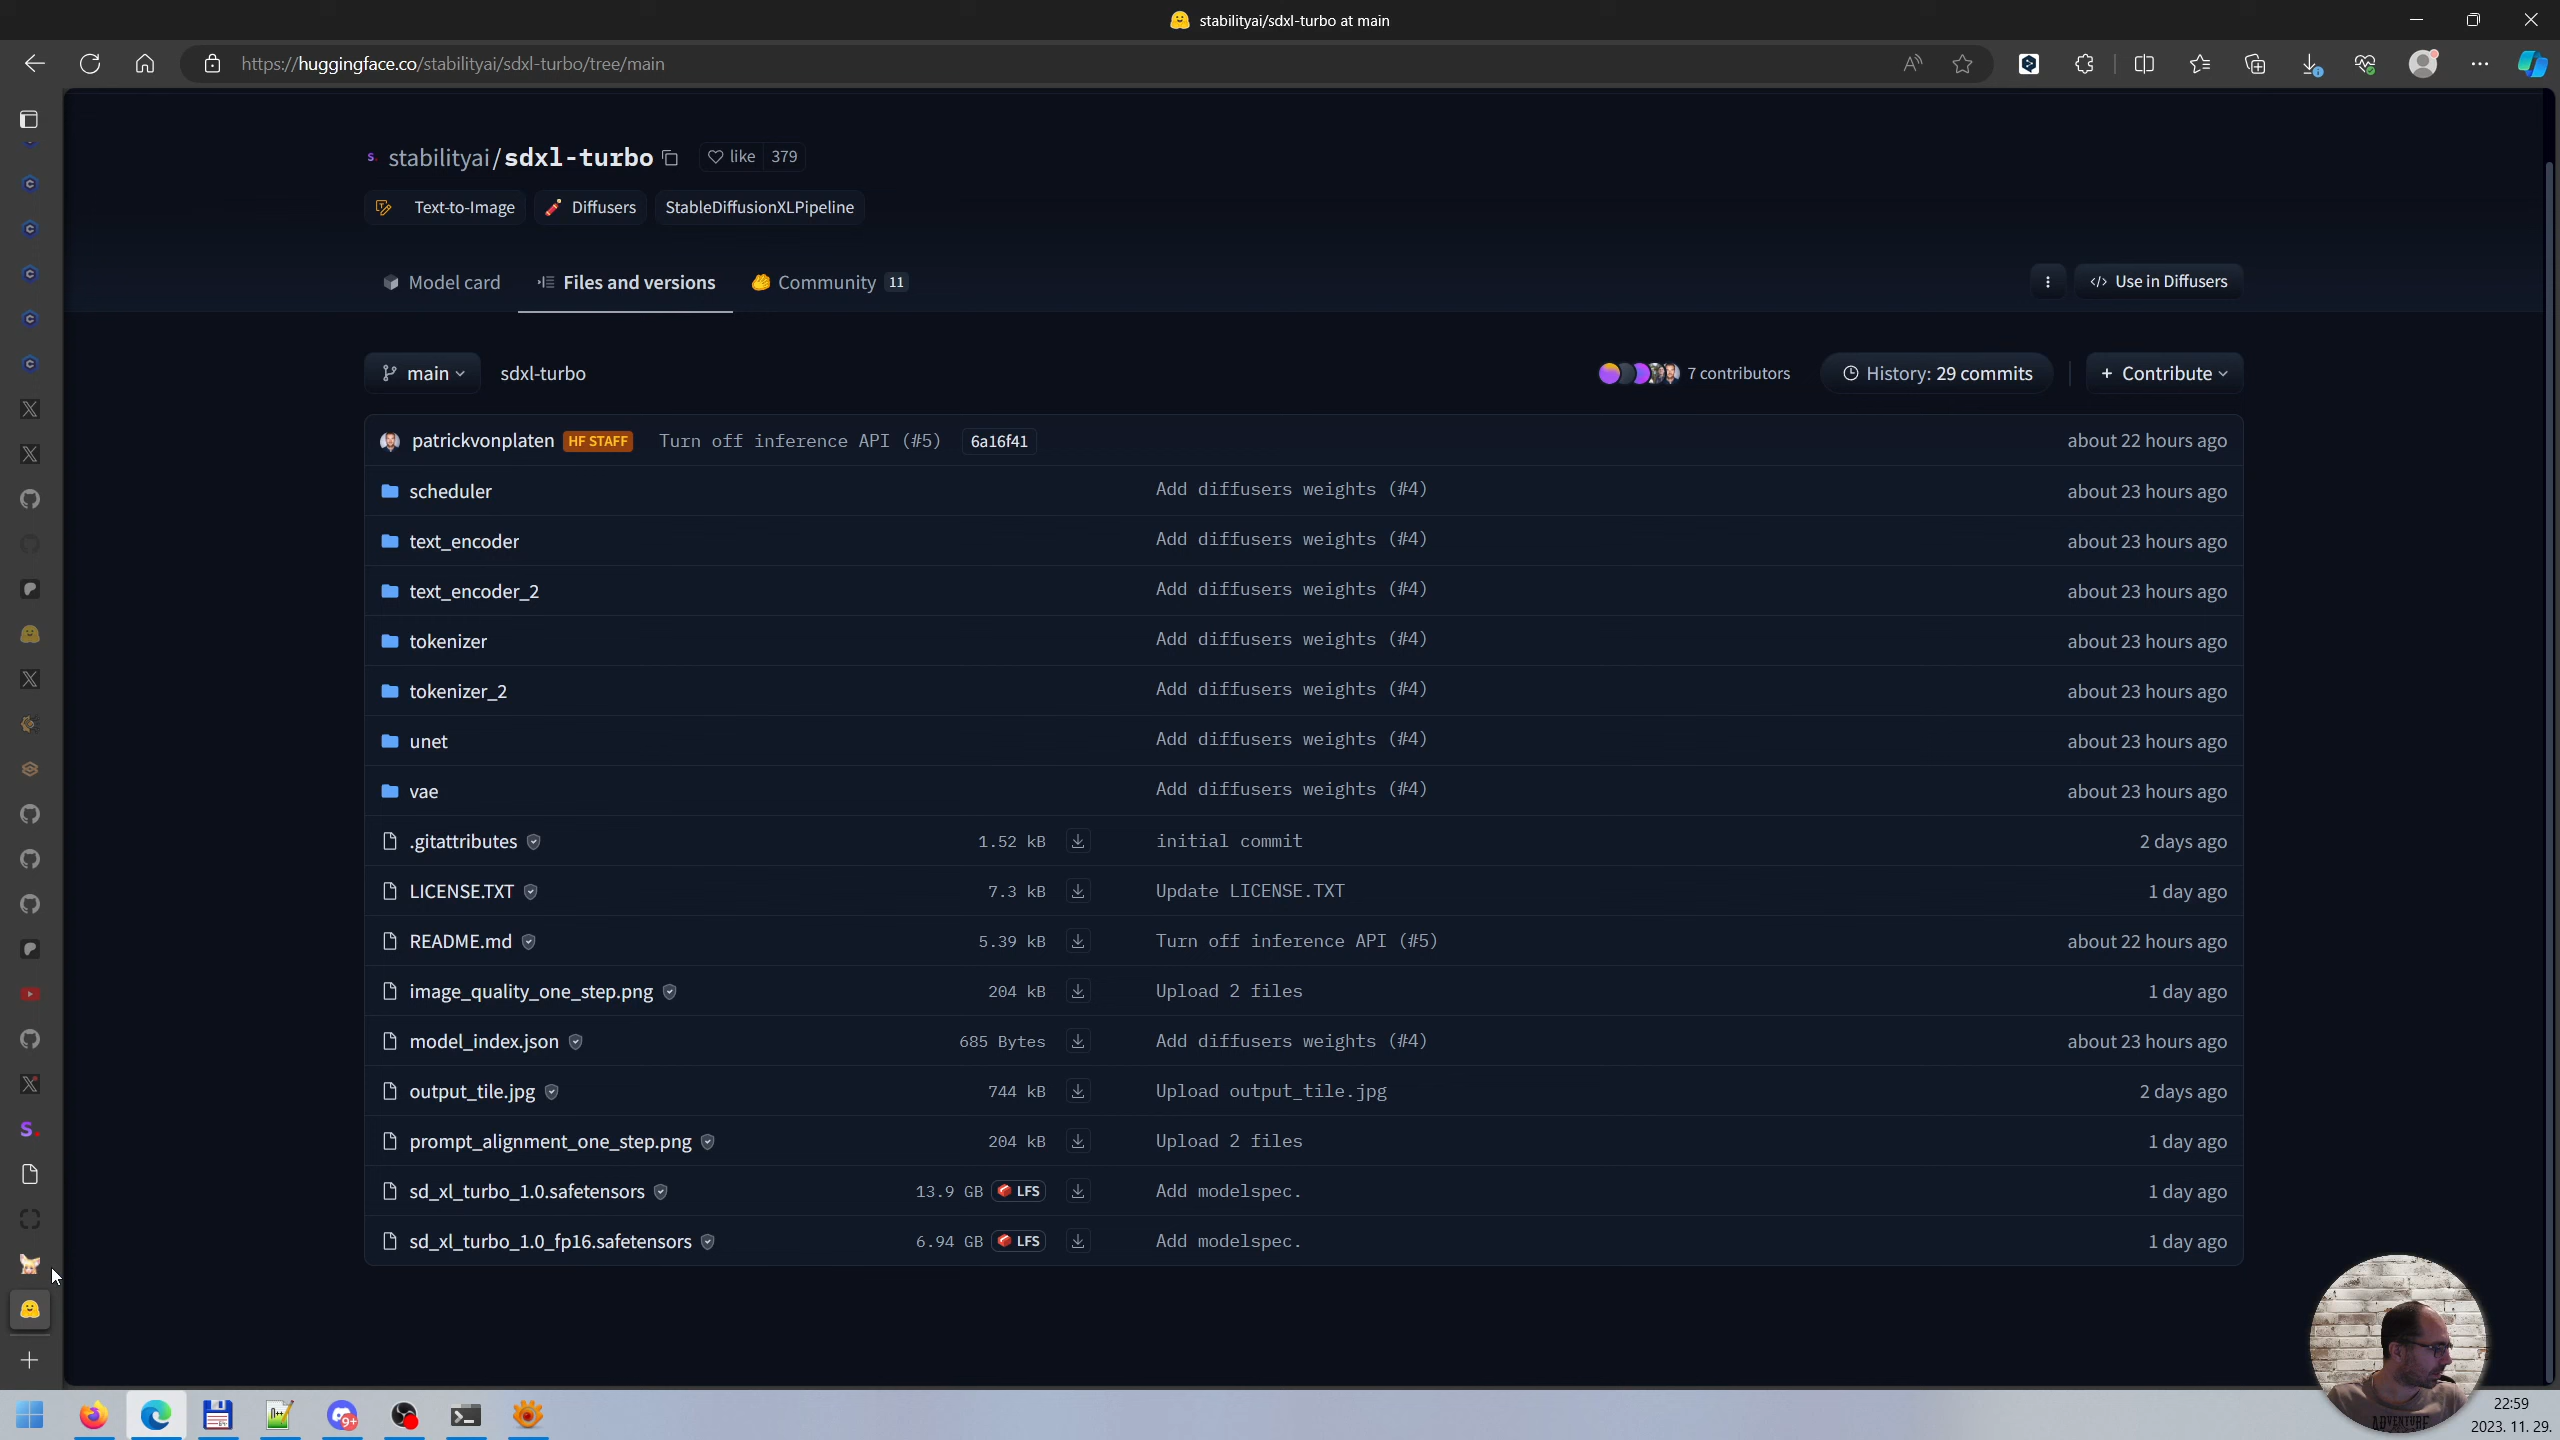 stabilityai/sdxl-turbo at main
https://huggingface.co/stabilityai/sdxl-turbo/tree/main
stabilityai/sdxl-turbo like 379
Text-to-Image Diffusers StableDiffusionXLPipeline
Model card Files and versions Community 11 Use in Diffusers
main sdxl-turbo 7 contributors History: 29 commits + Contribute
patrickvonplaten HF STAFF Turn off inference API (#5) 6a16f41 about 22 hours ago
scheduler Add diffusers weights (#4) about 23 hours ago
text_encoder Add diffusers weights (#4) about 23 hours ago
text_encoder_2 Add diffusers weights (#4) about 23 hours ago
tokenizer Add diffusers weights (#4) about 23 hours ago
tokenizer_2 Add diffusers weights (#4) about 23 hours ago
unet Add diffusers weights (#4) about 23 hours ago
vae Add diffusers weights (#4) about 23 hours ago
.gitattributes 1.52 kB initial commit 2 days ago
LICENSE.TXT 7.3 kB Update LICENSE.TXT 1 day ago
README.md 5.39 kB Turn off inference API (#5) about 22 hours ago
image_quality_one_step.png 204 kB Upload 2 files 1 day ago
model_index.json 685 Bytes Add diffusers weights (#4) about 23 hours ago
output_tile.jpg 744 kB Upload output_tile.jpg 2 days ago
prompt_alignment_one_step.png 204 kB Upload 2 files 1 day ago
sd_xl_turbo_1.0.safetensors 13.9 GB LFS Add modelspec. 1 day ago
sd_xl_turbo_1.0_fp16.safetensors 6.94 GB LFS Add modelspec. 1 day ago
ADVENTURE
9+
22:59
2023. 11. 29.